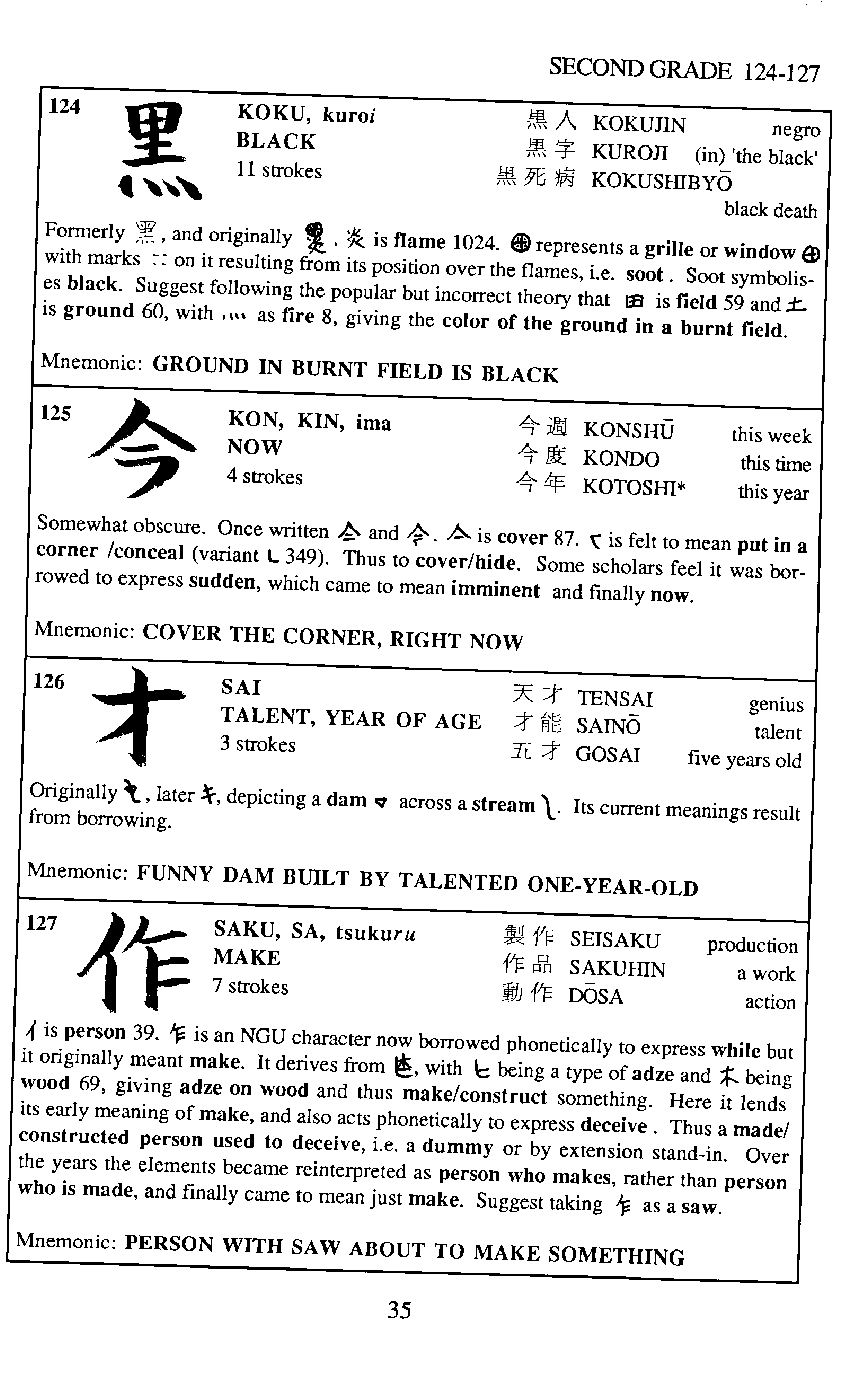 SECOND GRADE 124-127
124 黒 KOKU, kuroi 黒人 KOKUJIN negro
BLACK 黒字 KUROJI (in) 'the black'
11 strokes 黒死病 KOKUSHIBYŌ
black death
Formerly 黑, and originally . 炎 is flame 1024. represents a grille or window
with marks :: on it resulting from its position over the flames, i.e. soot . Soot symbolis-
es black. Suggest following the popular but incorrect theory that 田 is field 59 and 土
is ground 60, with 灬 as fire 8, giving the color of the ground in a burnt field.
Mnemonic: GROUND IN BURNT FIELD IS BLACK
125 今 KON, KIN, ima 今週 KONSHŪ this week
NOW 今度 KONDO this time
4 strokes 今年 KOTOSHI* this year
Somewhat obscure. Once written and . is cover 87. is felt to mean put in a
corner /conceal (variant 349). Thus to cover/hide. Some scholars feel it was bor-
rowed to express sudden, which came to mean imminent and finally now.
Mnemonic: COVER THE CORNER, RIGHT NOW
126 才 SAI 天才 TENSAI genius
TALENT, YEAR OF AGE 才能 SAINŌ talent
3 strokes 五才 GOSAI five years old
Originally , later , depicting a dam across a stream . Its current meanings result
from borrowing.
Mnemonic: FUNNY DAM BUILT BY TALENTED ONE-YEAR-OLD
127 作 SAKU, SA, tsukuru 製作 SEISAKU production
MAKE 作品 SAKUHIN a work
7 strokes 動作 DŌSA action
亻 is person 39. 乍 is an NGU character now borrowed phonetically to express while but
it originally meant make. It derives from , with being a type of adze and being
wood 69, giving adze on wood and thus make/construct something. Here it lends
its early meaning of make, and also acts phonetically to express deceive . Thus a made/
constructed person used to deceive, i.e. a dummy or by extension stand-in. Over
the years the elements became reinterpreted as person who makes, rather than person
who is made, and finally came to mean just make. Suggest taking 乍 as a saw.
Mnemonic: PERSON WITH SAW ABOUT TO MAKE SOMETHING
35